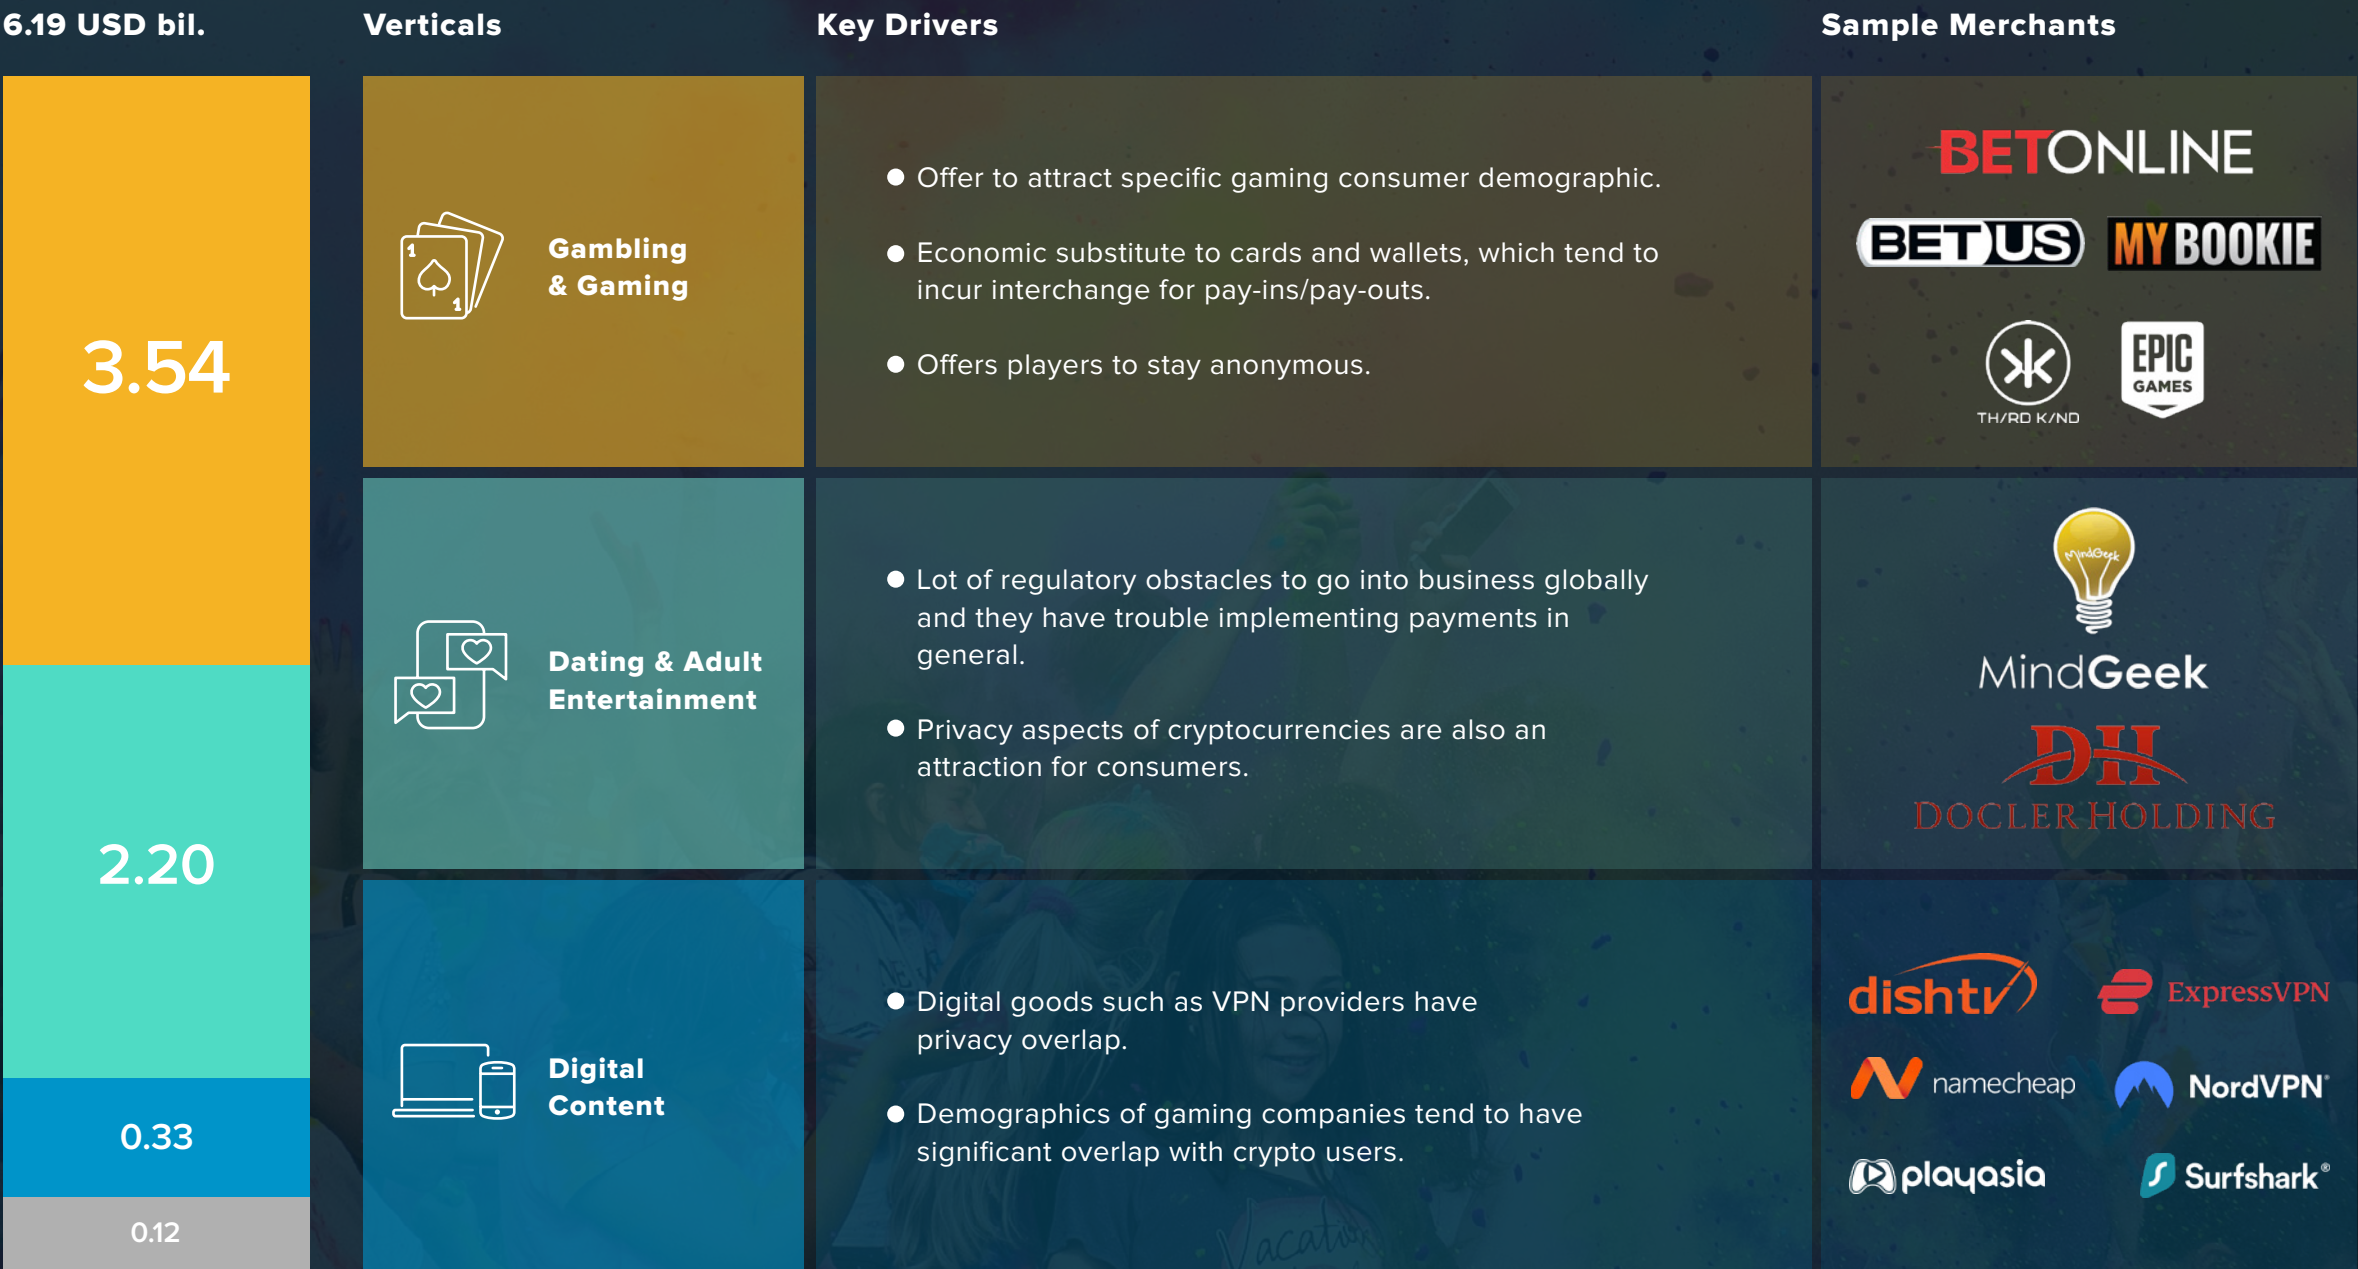 6.19 USD bil.
Verticals
Key Drivers
Sample Merchants
3.54
2.20
0.33
0.12
1
1
Gambling
& Gaming
Offer to attract specific gaming consumer demographic.
Economic substitute to cards and wallets, which tend to
incur interchange for pay-ins/pay-outs.
Offers players to stay anonymous.
BETONLINE
BETUS
MYBOOKIE
TH/RD K/ND
EPIC
GAMES
Dating & Adult
Entertainment
Lot of regulatory obstacles to go into business globally
and they have trouble implementing payments in
general.
Privacy aspects of cryptocurrencies are also an
attraction for consumers.
MindGeek
MindGeek
DH
DOCLER HOLDING
Digital
Content
Digital goods such as VPN providers have
privacy overlap.
Demographics of gaming companies tend to have
significant overlap with crypto users.
Vacation
dishtv
ExpressVPN
namecheap
NordVPN®
playasia
Surfshark®